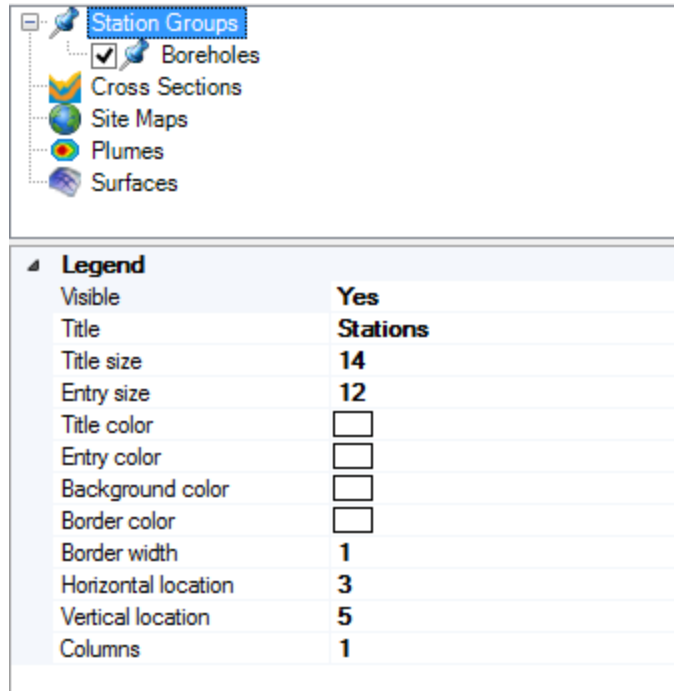 Station Groups
Boreholes
Cross Sections
Site Maps
Plumes
Surfaces
Legend
Visible Yes
Title Stations
Title size 14
Entry size 12
Title color
Entry color
Background color
Border color
Border width 1
Horizontal location 3
Vertical location 5
Columns 1